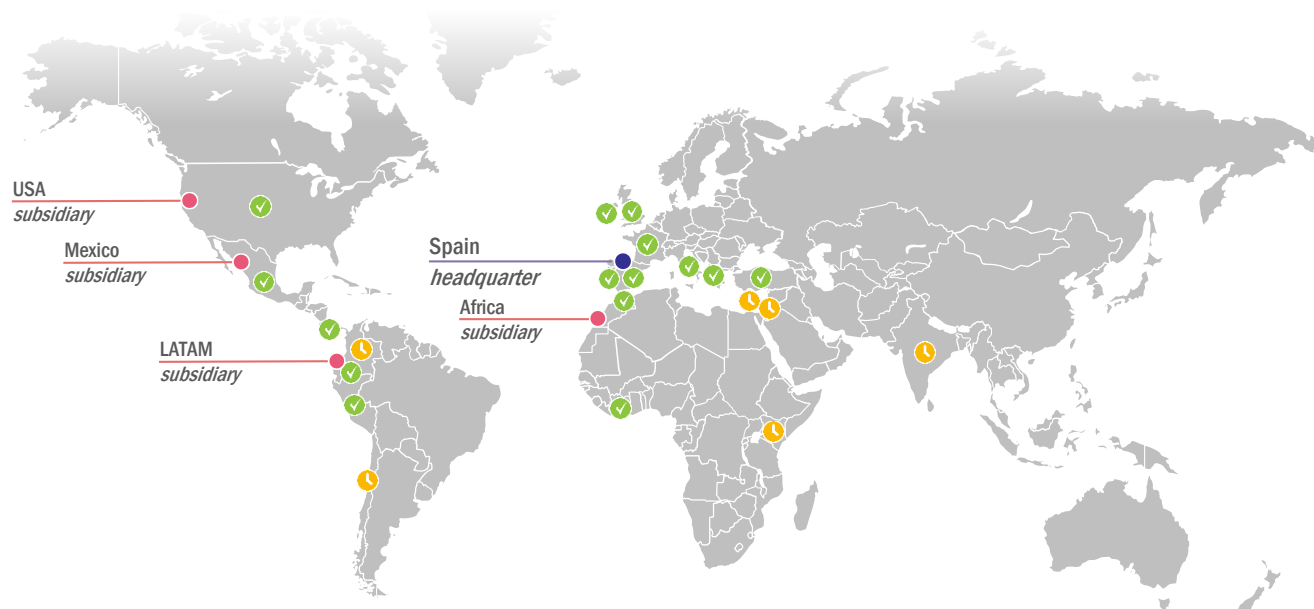 USA
subsidiary
Mexico
subsidiary
Spain
headquarter
Africa
subsidiary
LATAM
subsidiary